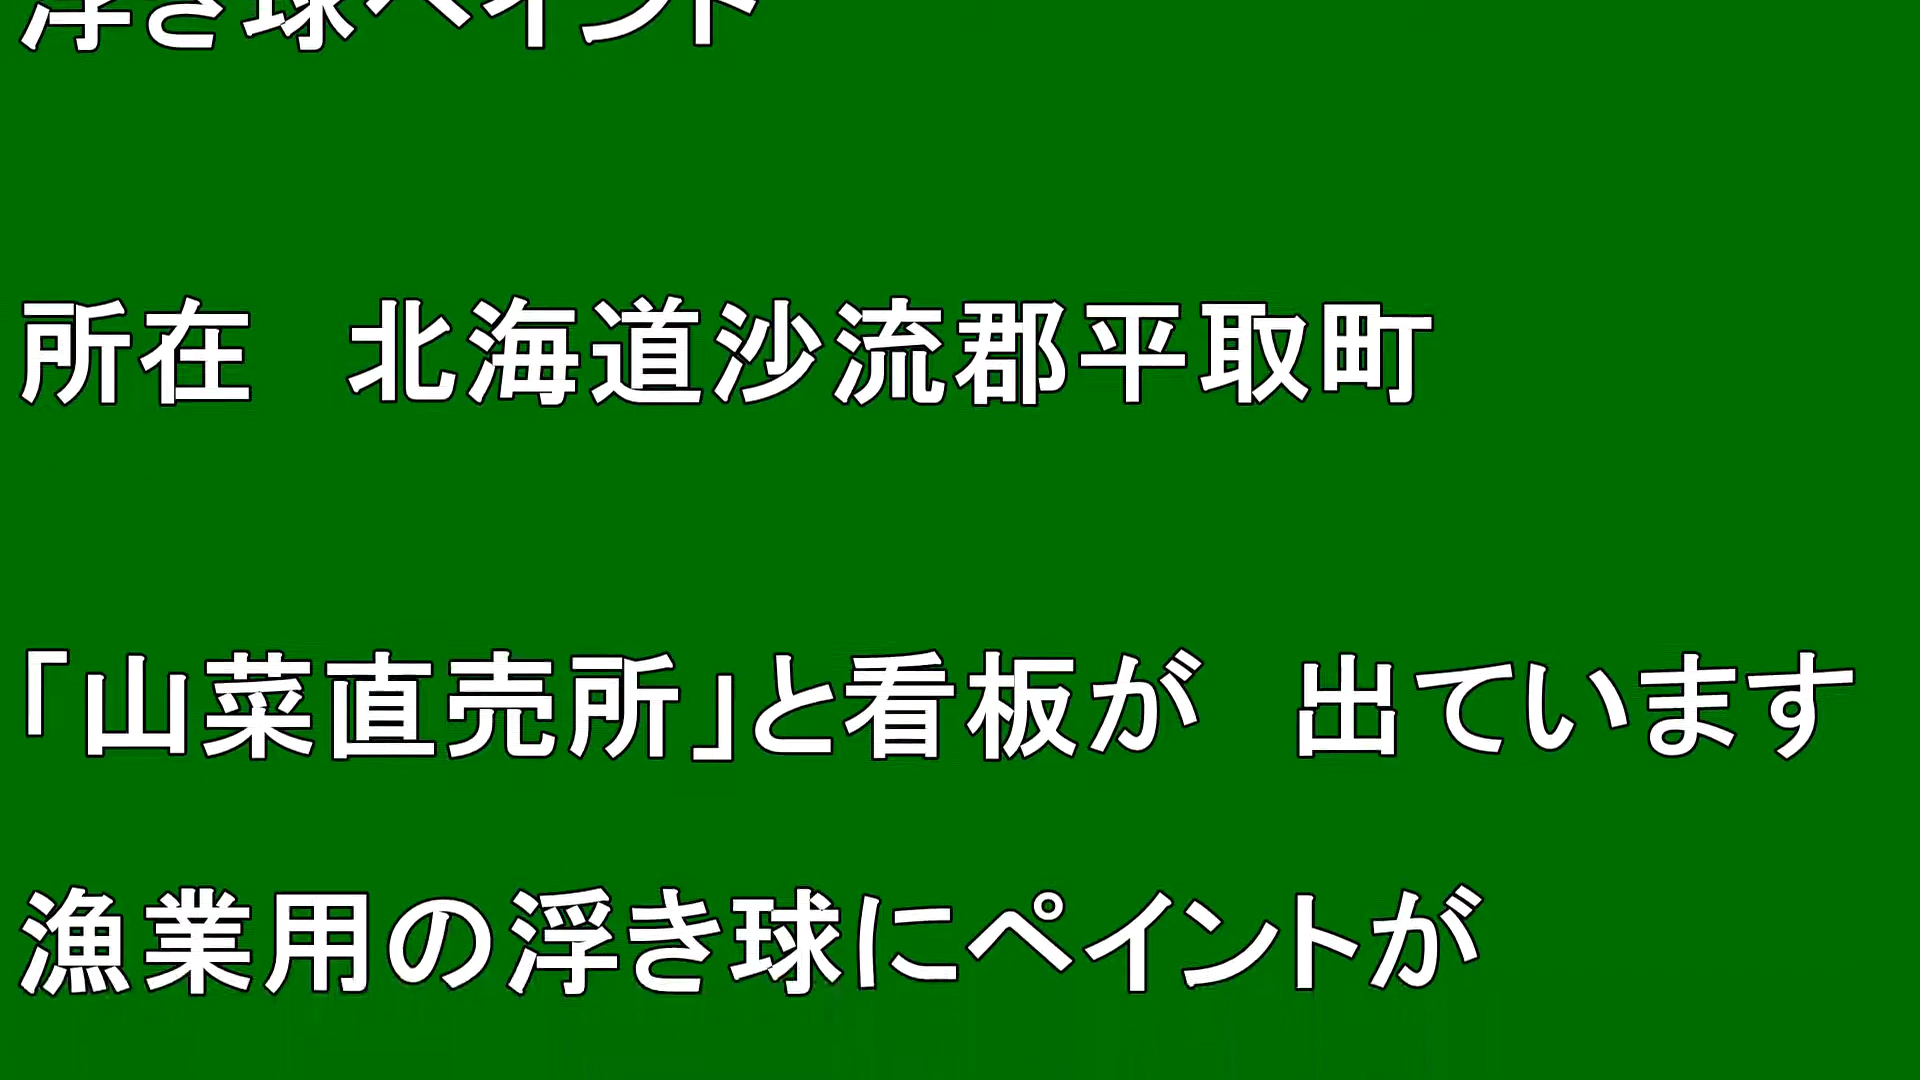 浮き球ペイント
所在　北海道沙流郡平取町
「山菜直売所」と看板が　出ています
漁業用の浮き球にペイントが